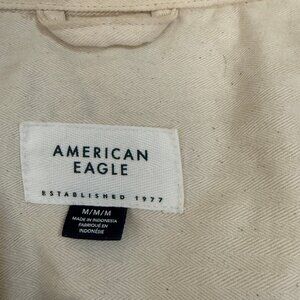 AMERICAN
EAGLE
ESTABLISHED 1977
M/M/M
MADE IN INDONESIA
FABRIQUÉ EN
INDONÉSIE